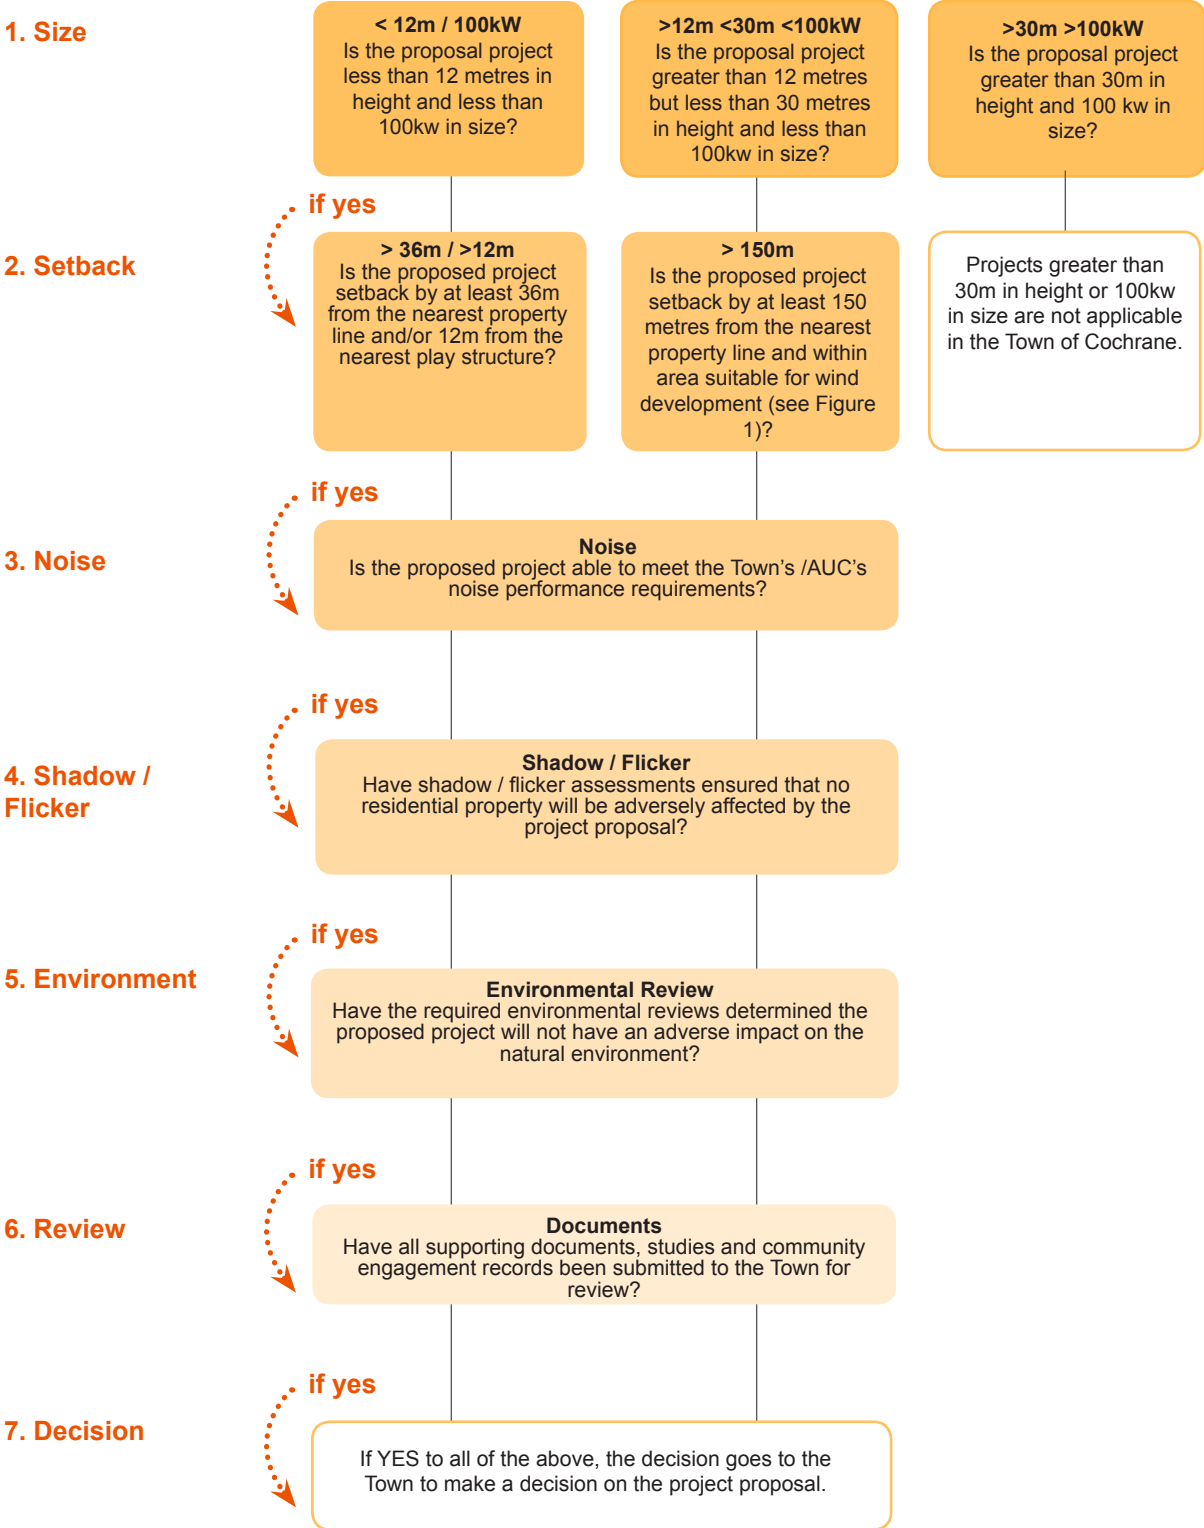 1. Size
< 12m / 100kW
Is the proposal project
less than 12 metres in
height and less than
100kw in size?
>12m <30m <100kW
Is the proposal project
greater than 12 metres
but less than 30 metres
in height and less than
100kw in size?
>30m >100kW
Is the proposal project
greater than 30m in
height and 100 kw in
size?
if yes
2. Setback
> 36m / >12m
Is the proposed project
setback by at least 36m
from the nearest property
line and/or 12m from the
nearest play structure?
> 150m
Is the proposed project
setback by at least 150
metres from the nearest
property line and within
area suitable for wind
development (see Figure
1)?
Projects greater than
30m in height or 100kw
in size are not applicable
in the Town of Cochrane.
if yes
3. Noise
Noise
Is the proposed project able to meet the Town's /AUC's
noise performance requirements?
if yes
4. Shadow /
Flicker
Shadow / Flicker
Have shadow / flicker assessments ensured that no
residential property will be adversely affected by the
project proposal?
if yes
5. Environment
Environmental Review
Have the required environmental reviews determined the
proposed project will not have an adverse impact on the
natural environment?
if yes
6. Review
Documents
Have all supporting documents, studies and community
engagement records been submitted to the Town for
review?
if yes
7. Decision
If YES to all of the above, the decision goes to the
Town to make a decision on the project proposal.